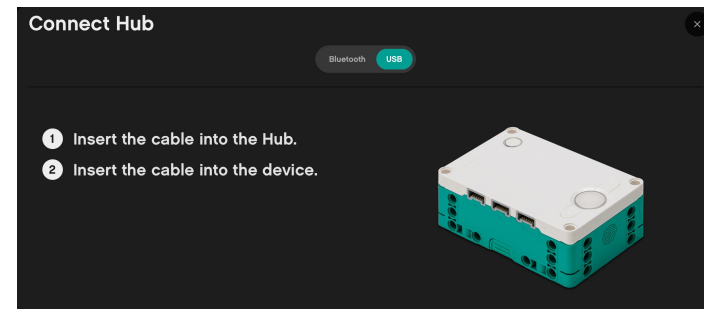 Connect Hub
Bluetooth USB
1 Insert the cable into the Hub.
2 Insert the cable into the device.